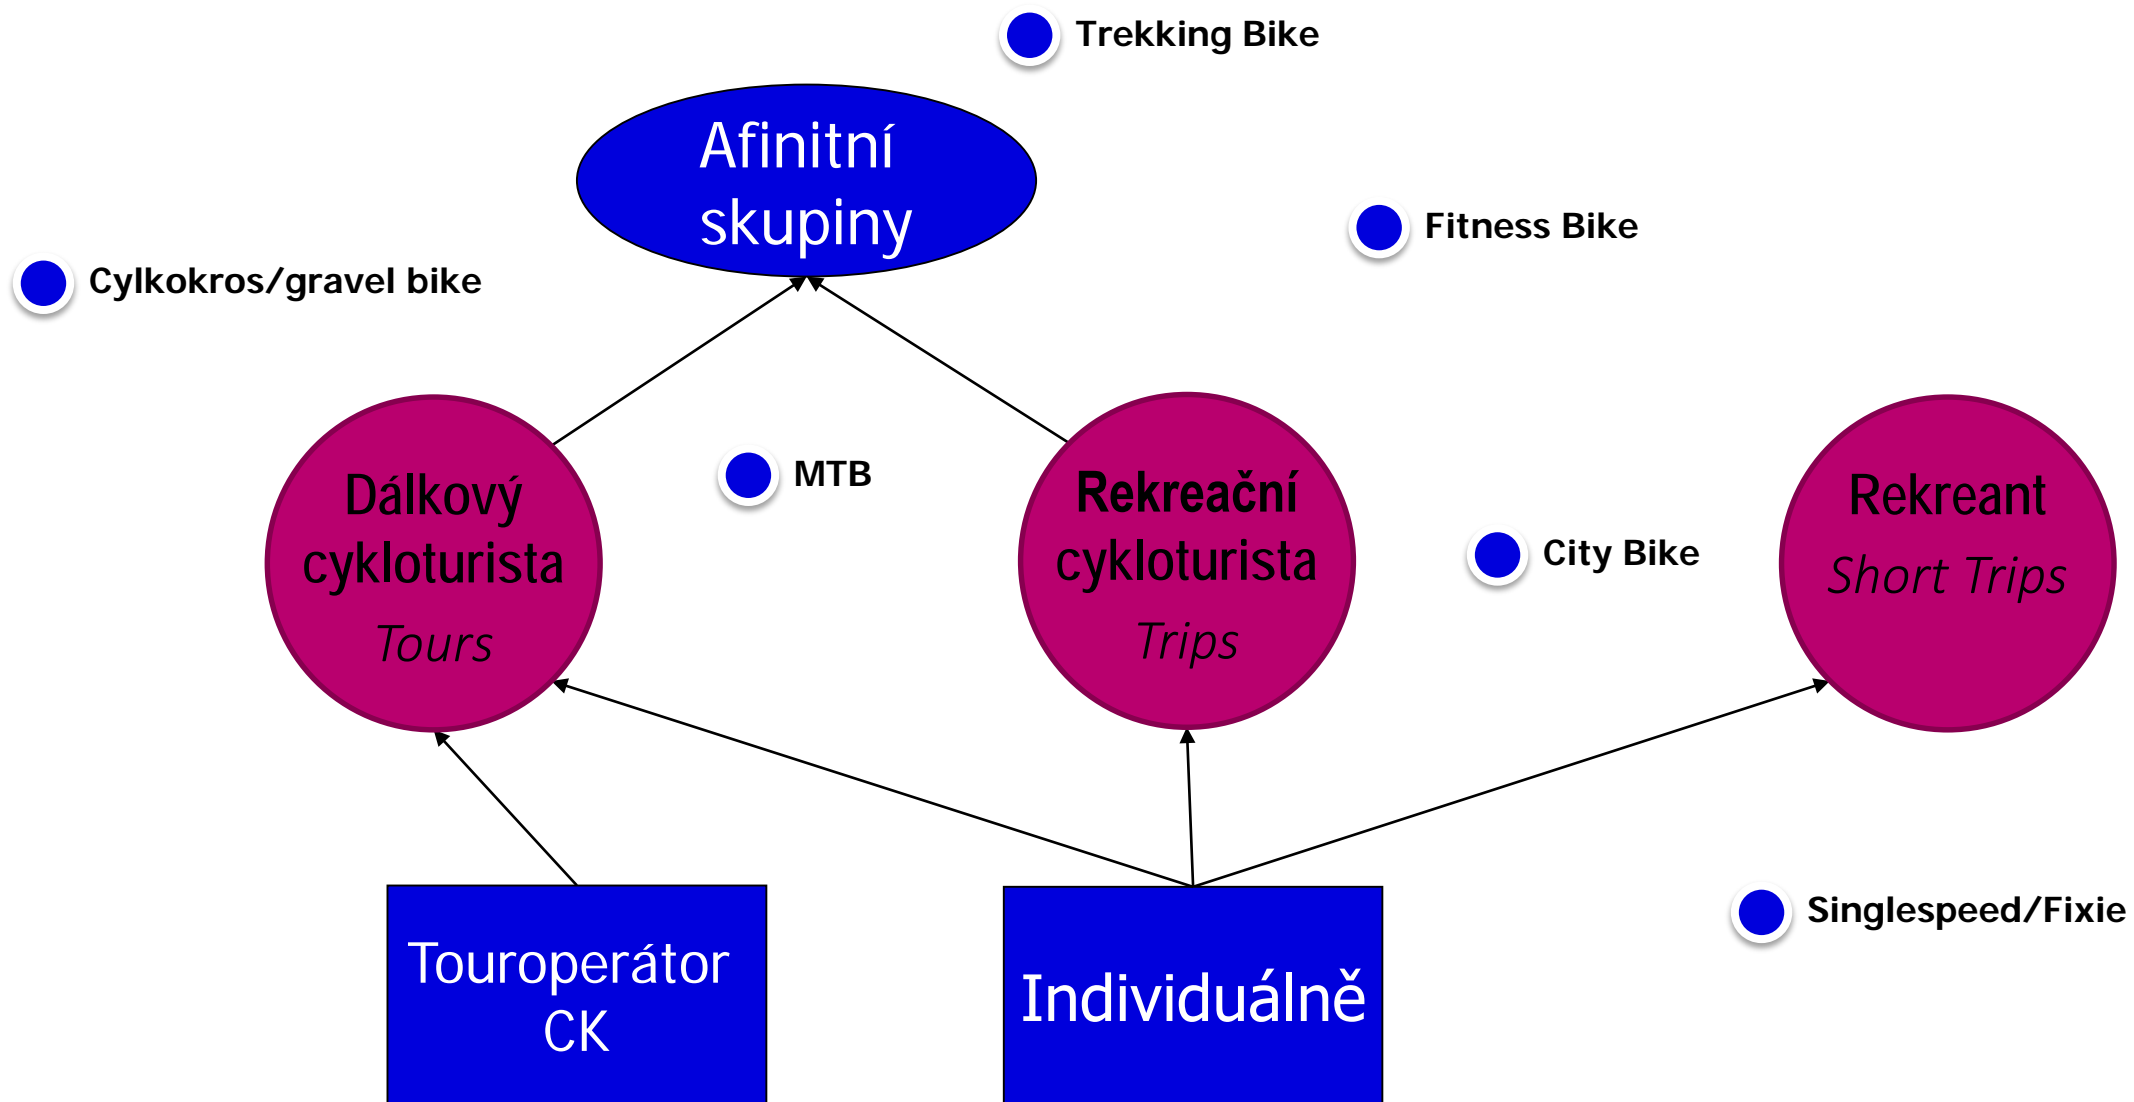 Trekking Bike
Afinitní
skupiny
Fitness Bike
Cylkokros/gravel bike
MTB
Dálkový
cykloturista
Tours
Rekreační
cykloturista
Trips
City Bike
Rekreant
Short Trips
Singlespeed/Fixie
Touroperátor
CK
Individuálně